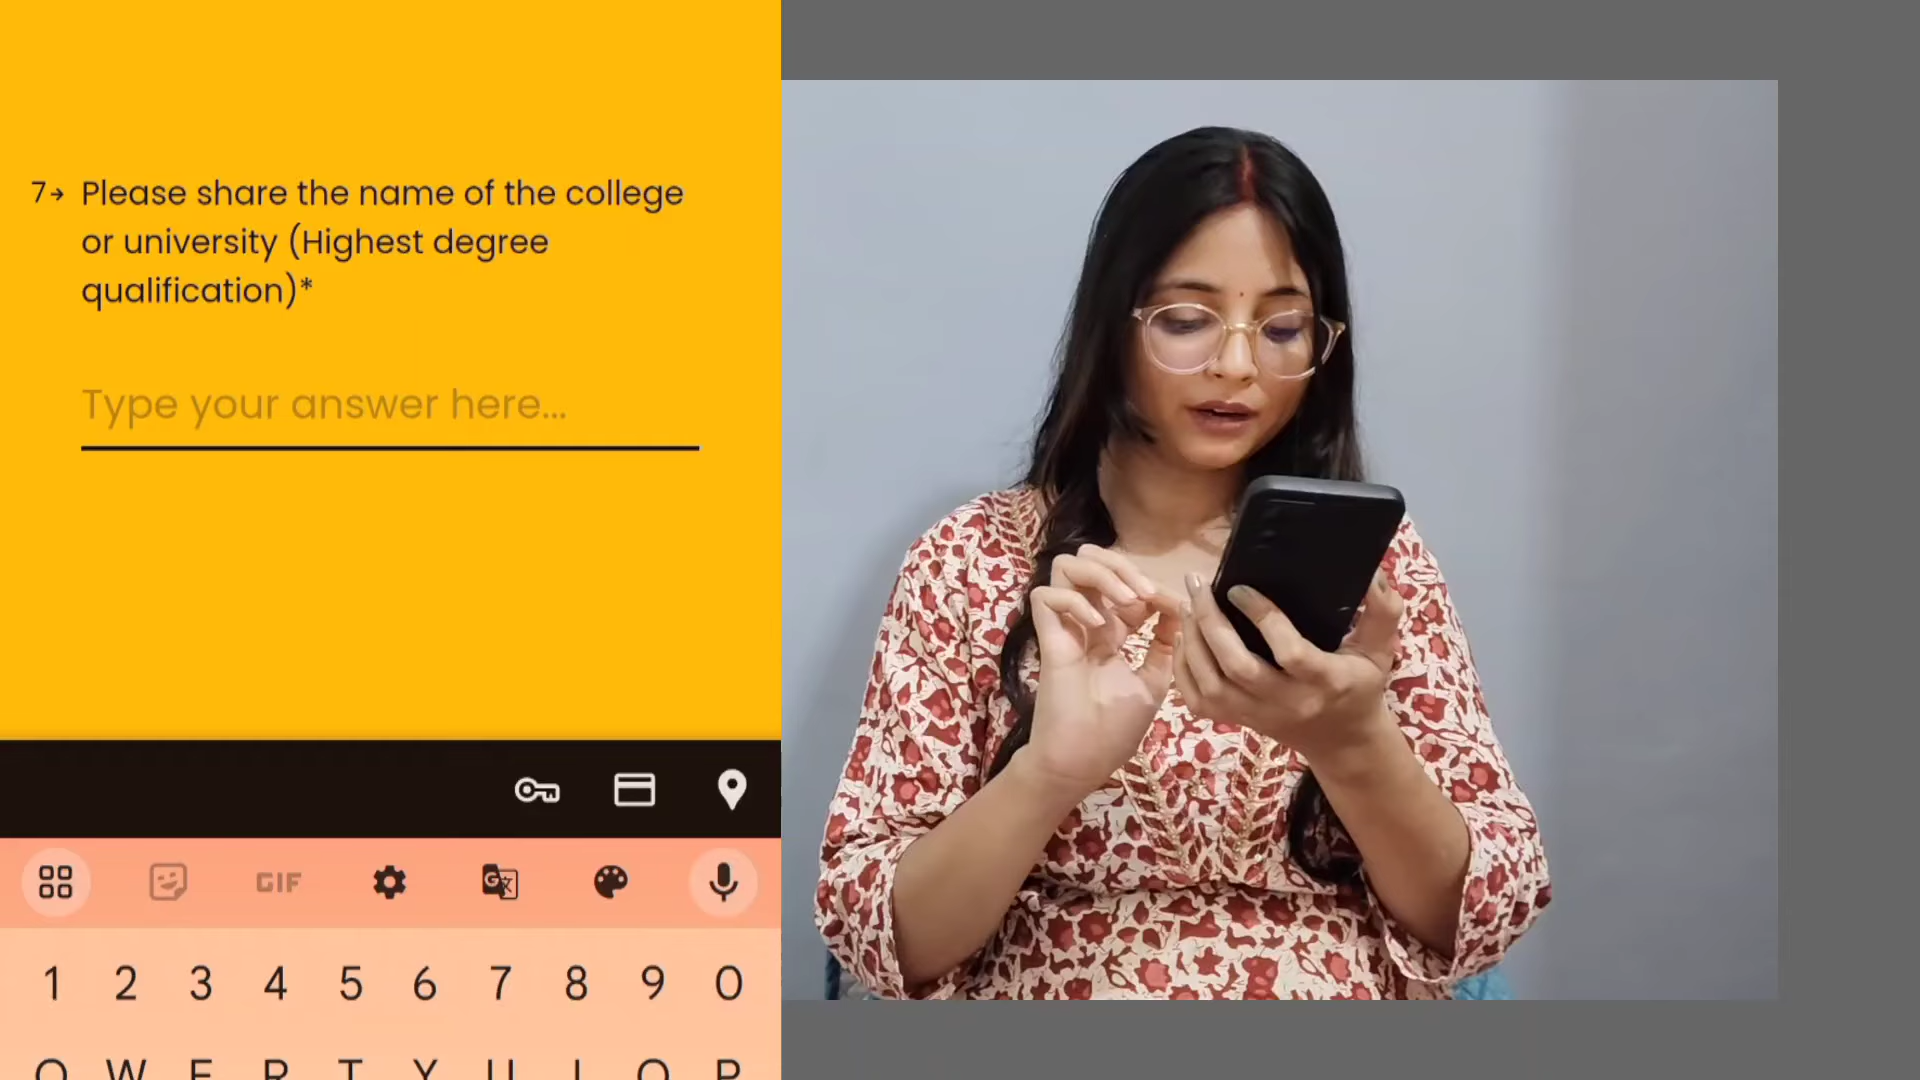 7→ Please share the name of the college
or university (Highest degree
qualification)*
Type your answer here...
GIF
1 2 3 4 5 6 7 8 9 0
Q W E R T Y U I O P